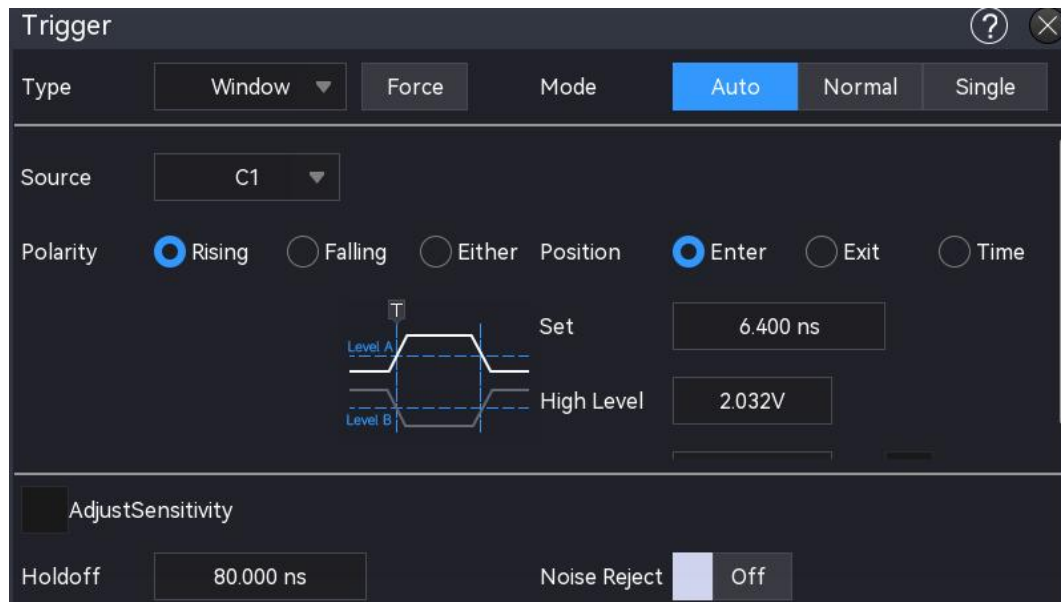 Trigger ?
Type Window Force Mode Auto Normal Single
Source C1
Polarity Rising Falling Either Position Enter Exit Time
T
Level A
Level B
Set 6.400 ns
High Level 2.032V
AdjustSensitivity
Holdoff 80.000 ns Noise Reject Off